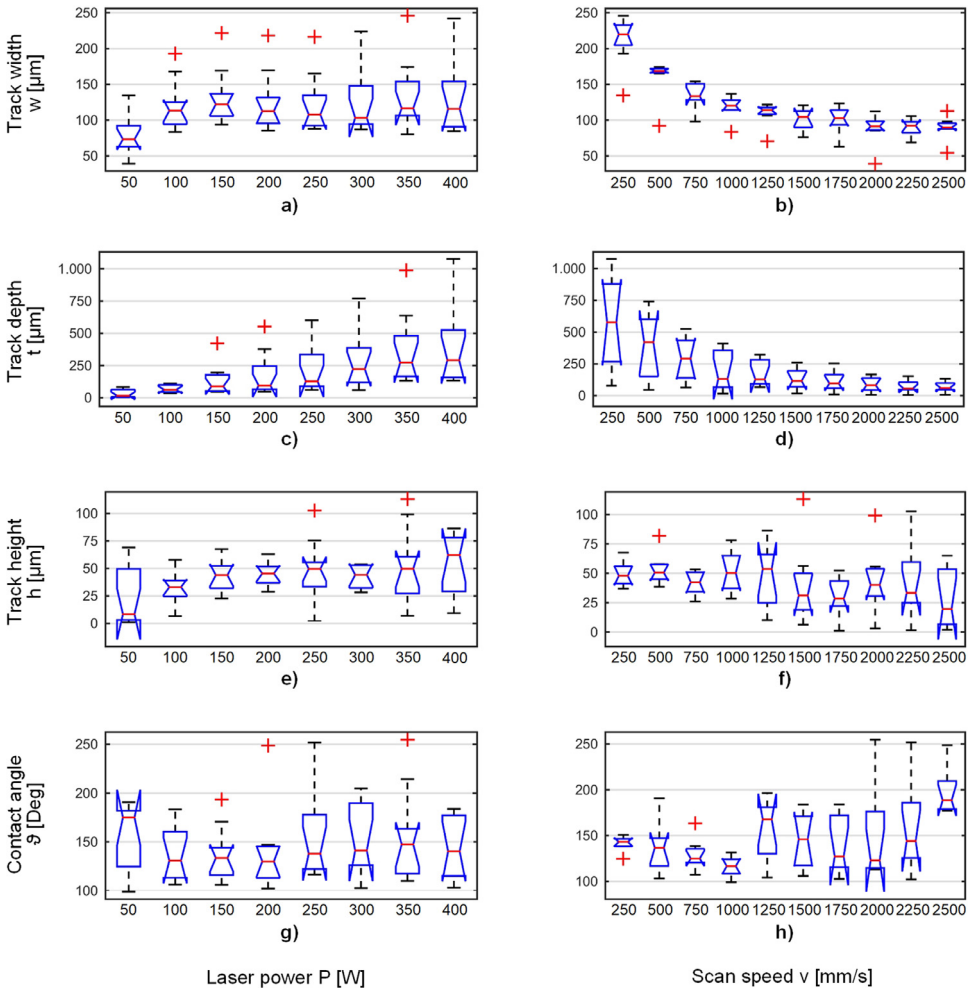 Track width
w [µm]
250
200
150
100
50
50 100 150 200 250 300 350 400
a)
250
200
150
100
50
250 500 750 1000 1250 1500 1750 2000 2250 2500
b)
Track depth
t [µm]
1.000
750
500
250
0
50 100 150 200 250 300 350 400
c)
1.000
750
500
250
0
250 500 750 1000 1250 1500 1750 2000 2250 2500
d)
Track height
h [µm]
100
75
50
25
0
50 100 150 200 250 300 350 400
e)
100
75
50
25
0
250 500 750 1000 1250 1500 1750 2000 2250 2500
f)
Contact angle
ϑ [Deg]
250
200
150
100
50 100 150 200 250 300 350 400
g)
250
200
150
100
250 500 750 1000 1250 1500 1750 2000 2250 2500
h)
Laser power P [W]
Scan speed v [mm/s]